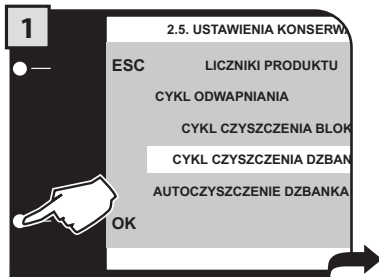 1
2.5. USTAWIENIA KONSERW
ESC LICZNIKI PRODUKTU
CYKL ODWAPNIANIA
CYKL CZYSZCZENIA BLOK
CYKL CZYSZCZENIA DZBAN
AUTOCZYSZCZENIE DZBANKA
OK